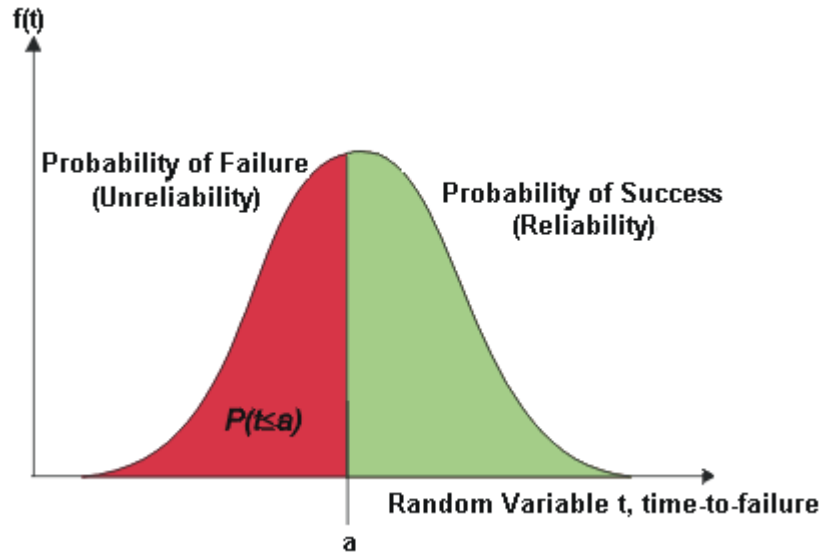 f(t)
Probability of Failure
(Unreliability)
Probability of Success
(Reliability)
P(t≤a)
Random Variable t, time-to-failure
a